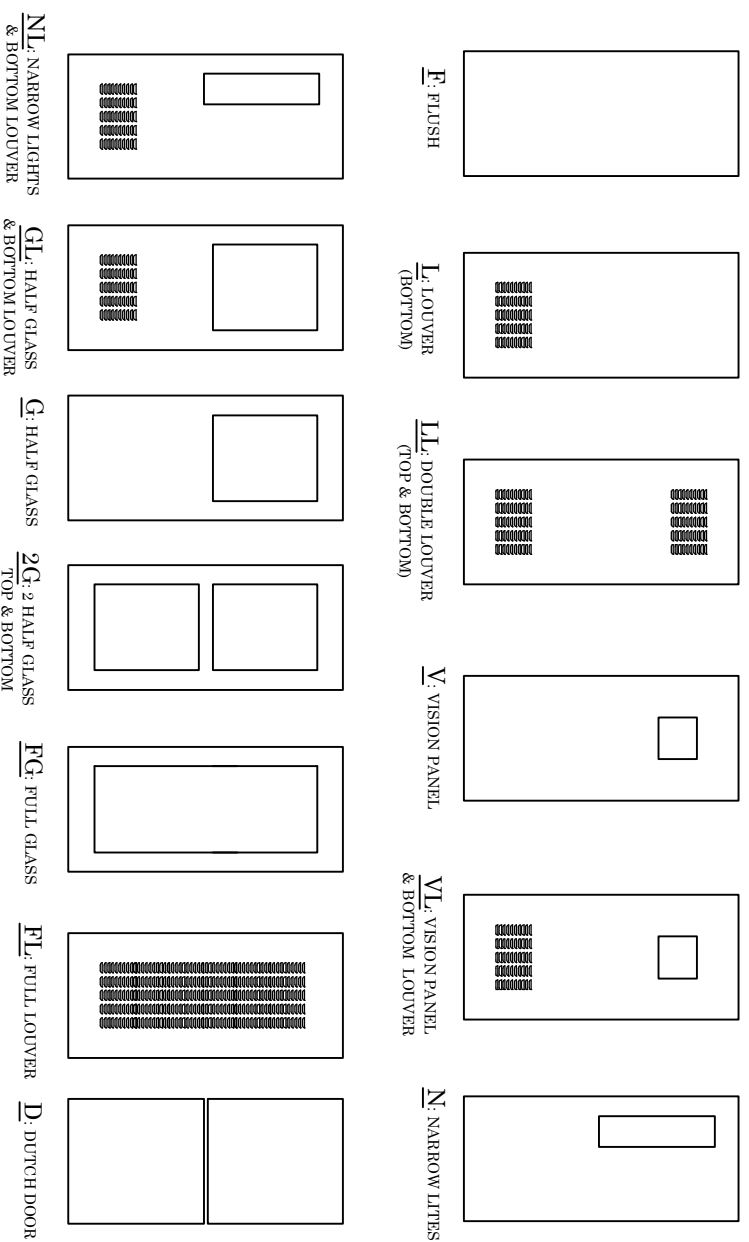 F: FLUSH
L: LOUVER
(BOTTOM)
LL: DOUBLE LOUVER
(TOP & BOTTOM)
V: VISION PANEL
VL: VISION PANEL
& BOTTOM LOUVER
N: NARROW LITES
NL: NARROW LIGHTS
& BOTTOM LOUVER
GL: HALF GLASS
& BOTTOM LOUVER
G: HALF GLASS
2G: 2 HALF GLASS
TOP & BOTTOM
FG: FULL GLASS
FL: FULL LOUVER
D: DUTCH DOOR